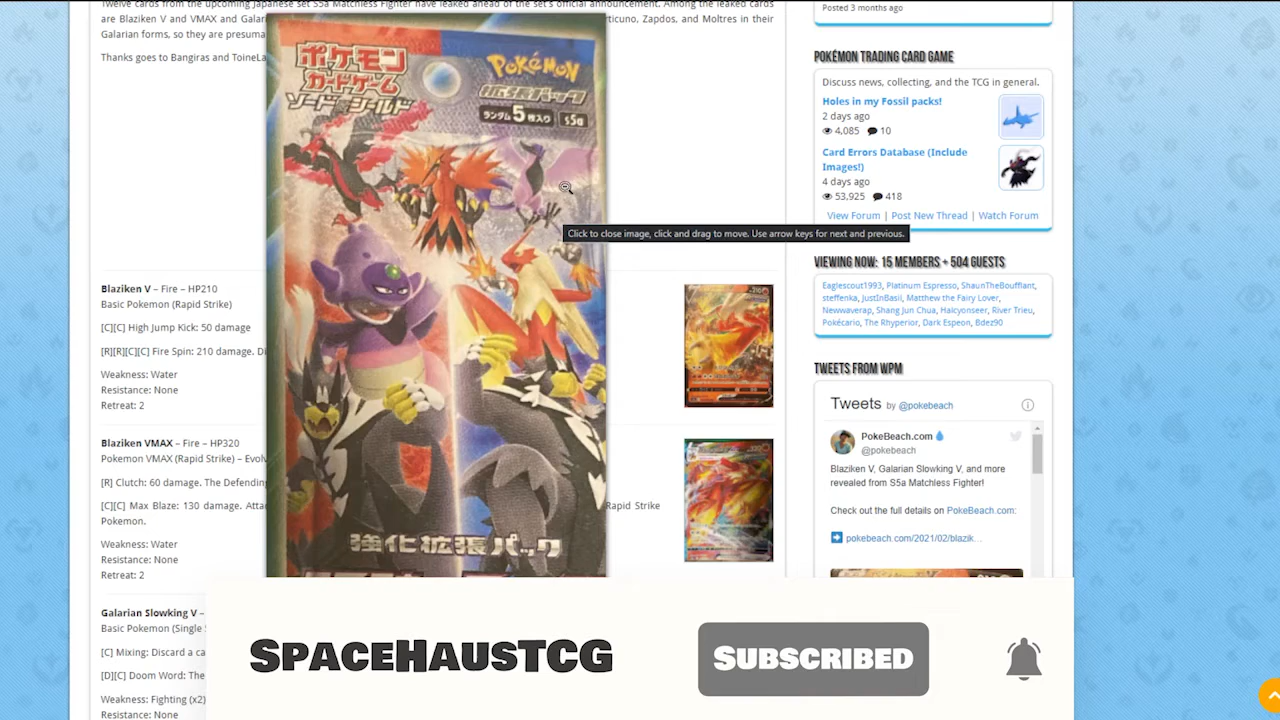 Twelve cards from the upcoming Japanese set S5a Matchless Fighter have leaked ahead of the set's official announcement. Among the leaked cards
are Blaziken V and VMAX and Galar
rticuno, Zapdos, and Moltres in their
Galarian forms, so they are presuma
Thanks goes to Bangiras and ToineLa
ポケモン
カードゲーム
ソード&シールド
Pokémon
拡張パック
ランダム5枚入り
s5a
強化拡張パック
Click to close image, click and drag to move. Use arrow keys for next and previous.
Blaziken V – Fire – HP210
Basic Pokemon (Rapid Strike)
[C][C] High Jump Kick: 50 damage
[R][R][C][C] Fire Spin: 210 damage. Di
Weakness: Water
Resistance: None
Retreat: 2
Blaziken VMAX – Fire – HP320
Pokemon VMAX (Rapid Strike) – Evolv
[R] Clutch: 60 damage. The Defending
[C][C] Max Blaze: 130 damage. Attac
Rapid Strike
Pokemon.
Weakness: Water
Resistance: None
Retreat: 2
Galarian Slowking V –
Basic Pokemon (Single S
[C] Mixing: Discard a ca
[D][C] Doom Word: The
Weakness: Fighting (x2)
Resistance: None
Posted 3 months ago
POKÉMON TRADING CARD GAME
Discuss news, collecting, and the TCG in general.
Holes in my Fossil packs!
2 days ago
4,085 10
Card Errors Database (Include
Images!)
4 days ago
53,925 418
View Forum | Post New Thread | Watch Forum
VIEWING NOW: 15 MEMBERS + 504 GUESTS
Eaglescout1993, Platinum Espresso, ShaunTheBouffiant,
steffenka, JustInBasil, Matthew the Fairy Lover,
Newwaverap, Shang Jun Chua, Halcyonseer, River Trieu,
Pokécario, The Rhyperior, Dark Espeon, Bdez90
TWEETS FROM WPM
Tweets by @pokebeach
PokeBeach.com
@pokebeach
Blaziken V, Galarian Slowking V, and more
revealed from S5a Matchless Fighter!
Check out the full details on PokeBeach.com:
pokebeach.com/2021/02/blazik...
SPACEHAUSTCG
SUBSCRIBED